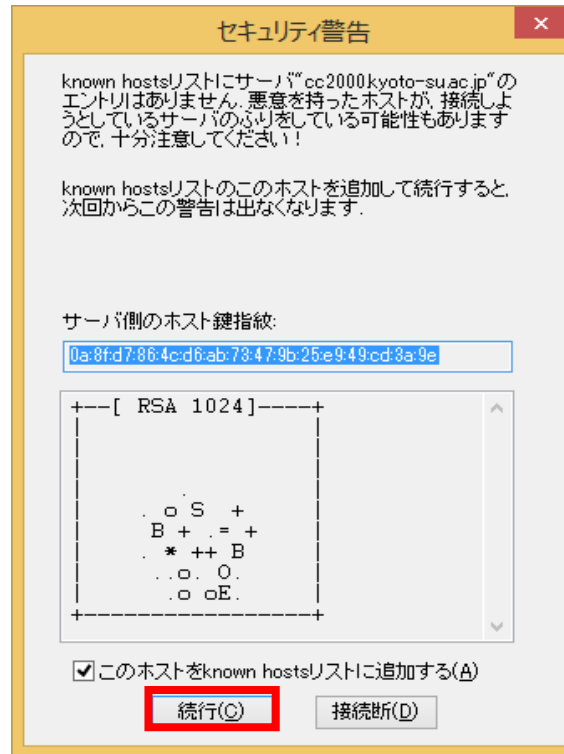 セキュリティ警告
×
known hostsリストにサーバ"cc2000.kyoto-su.ac.jp"の
エントリはありません. 悪意を持ったホストが, 接続しよ
うとしているサーバのふりをしている可能性もあります
ので, 十分注意してください!
known hostsリストのこのホストを追加して続行すると,
次回からこの警告は出なくなります.
サーバ側のホスト鍵指紋:
0a:8f:d7:86:4c:d6:ab:73:47:9b:25:e9:49:cd:3a:9e
+--[ RSA 1024]----+
|                 |
|                 |
|                 |
|        .        |
|     . o S  +    |
|      B + .= +   |
|     . * ++ B    |
|      ..o. O.    |
|       .o oE.    |
+-----------------+
このホストをknown hostsリストに追加する(A)
続行(C)
接続断(D)